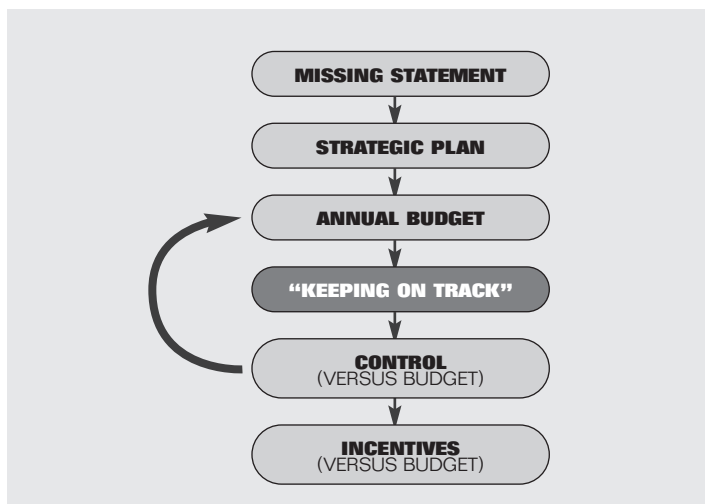 MISSING STATEMENT
STRATEGIC PLAN
ANNUAL BUDGET
“KEEPING ON TRACK”
CONTROL
(VERSUS BUDGET)
INCENTIVES
(VERSUS BUDGET)